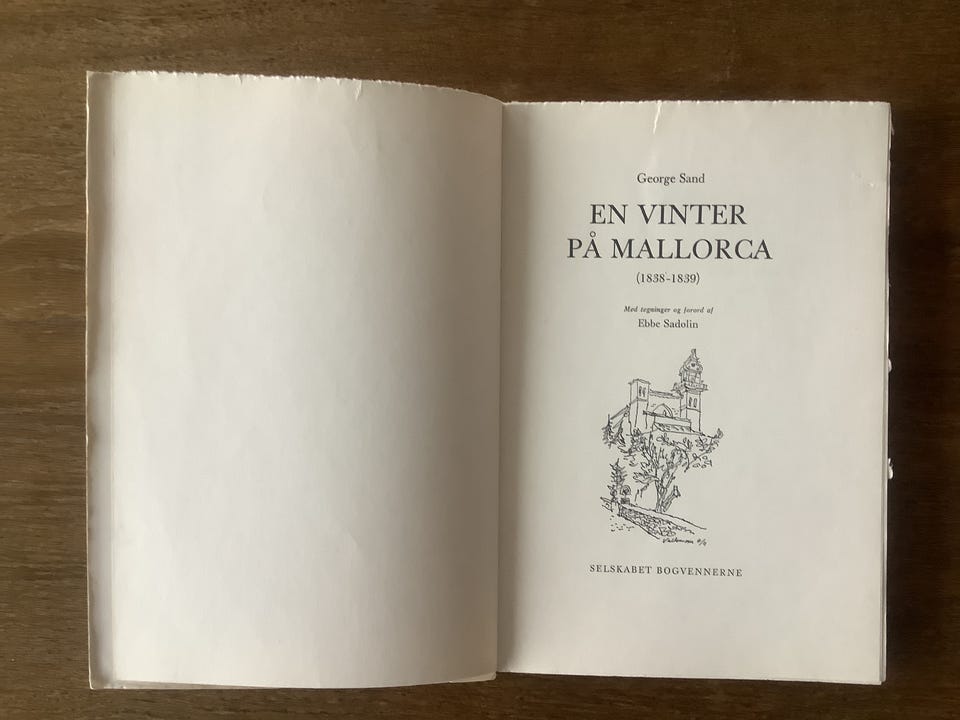 George Sand
EN VINTER
PÅ MALLORCA
(1838-1839)
Med tegninger og forord af
Ebbe Sadolin
SELSKABET BOGVENNERNE